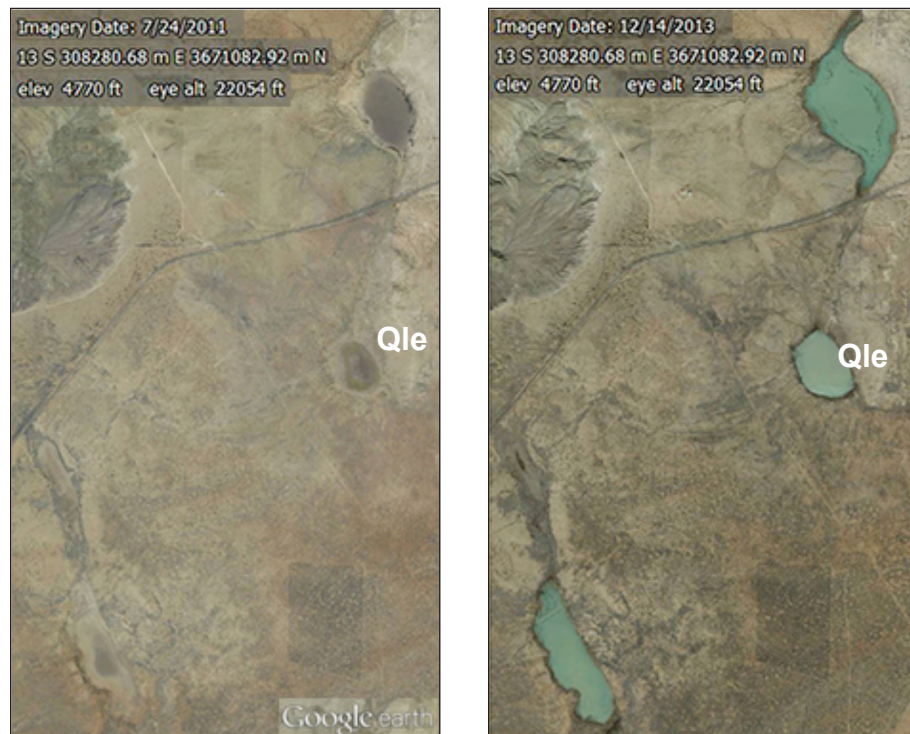 Imagery Date: 7/24/2011
13 S 308280.68 m E 3671082.92 m N
elev 4770 ft eye alt 22054 ft
Qle
Google earth
Imagery Date: 12/14/2013
13 S 308280.68 m E 3671082.92 m N
elev 4770 ft eye alt 22054 ft
Qle